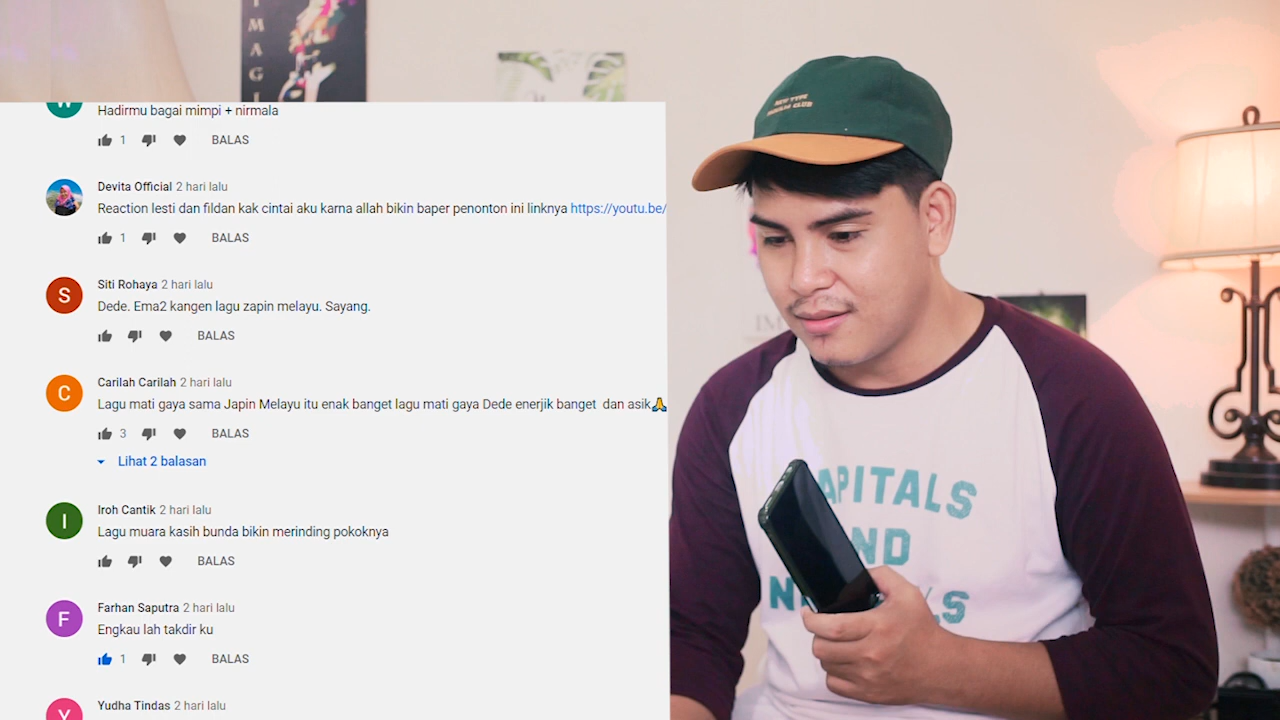 IMAGI
Hadirmu bagai mimpi + nirmala
1 BALAS
Devita Official 2 hari lalu
Reaction lesti dan fildan kak cintai aku karna allah bikin baper penonton ini linknya https://youtu.be/
1 BALAS
Siti Rohaya 2 hari lalu
S
Dede. Ema2 kangen lagu zapin melayu. Sayang.
BALAS
Carilah Carilah 2 hari lalu
C
Lagu mati gaya sama Japin Melayu itu enak banget lagu mati gaya Dede enerjik banget dan asik🙏
3 BALAS
Lihat 2 balasan
Iroh Cantik 2 hari lalu
I
Lagu muara kasih bunda bikin merinding pokoknya
BALAS
Farhan Saputra 2 hari lalu
F
Engkau lah takdir ku
1 BALAS
Yudha Tindas 2 hari lalu
Y
APITALS
ND